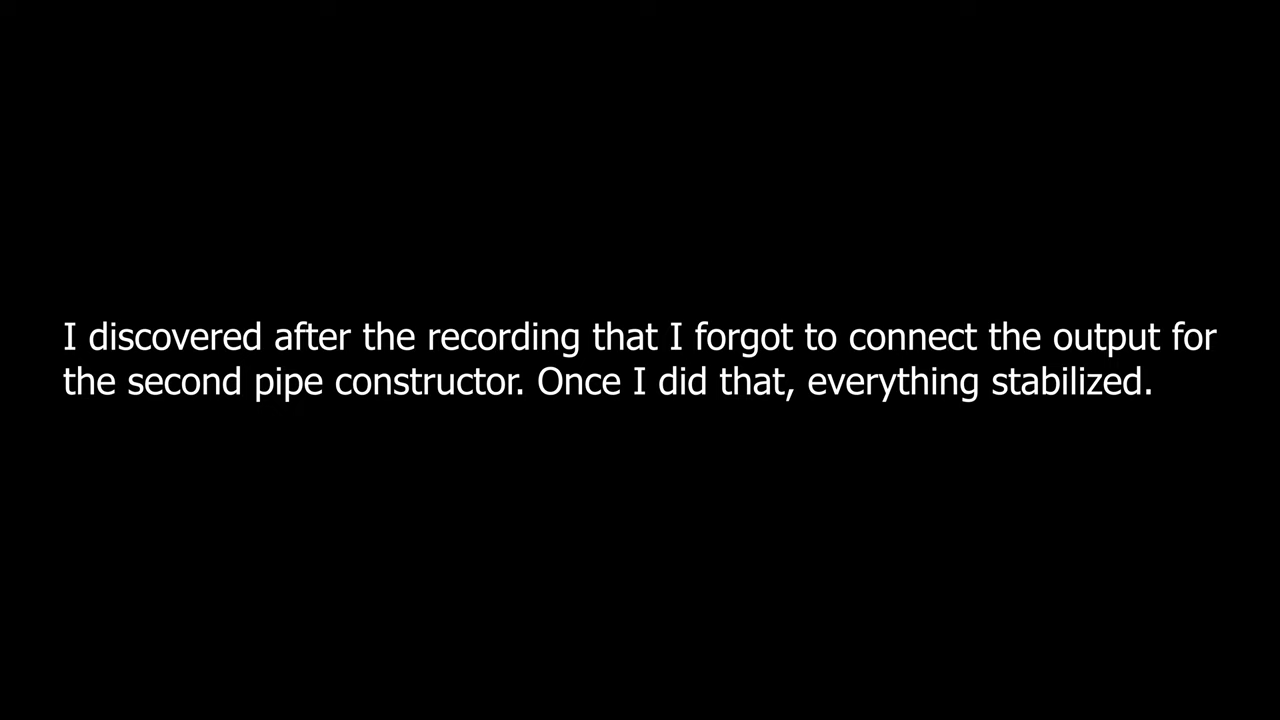 I discovered after the recording that I forgot to connect the output for
the second pipe constructor. Once I did that, everything stabilized.